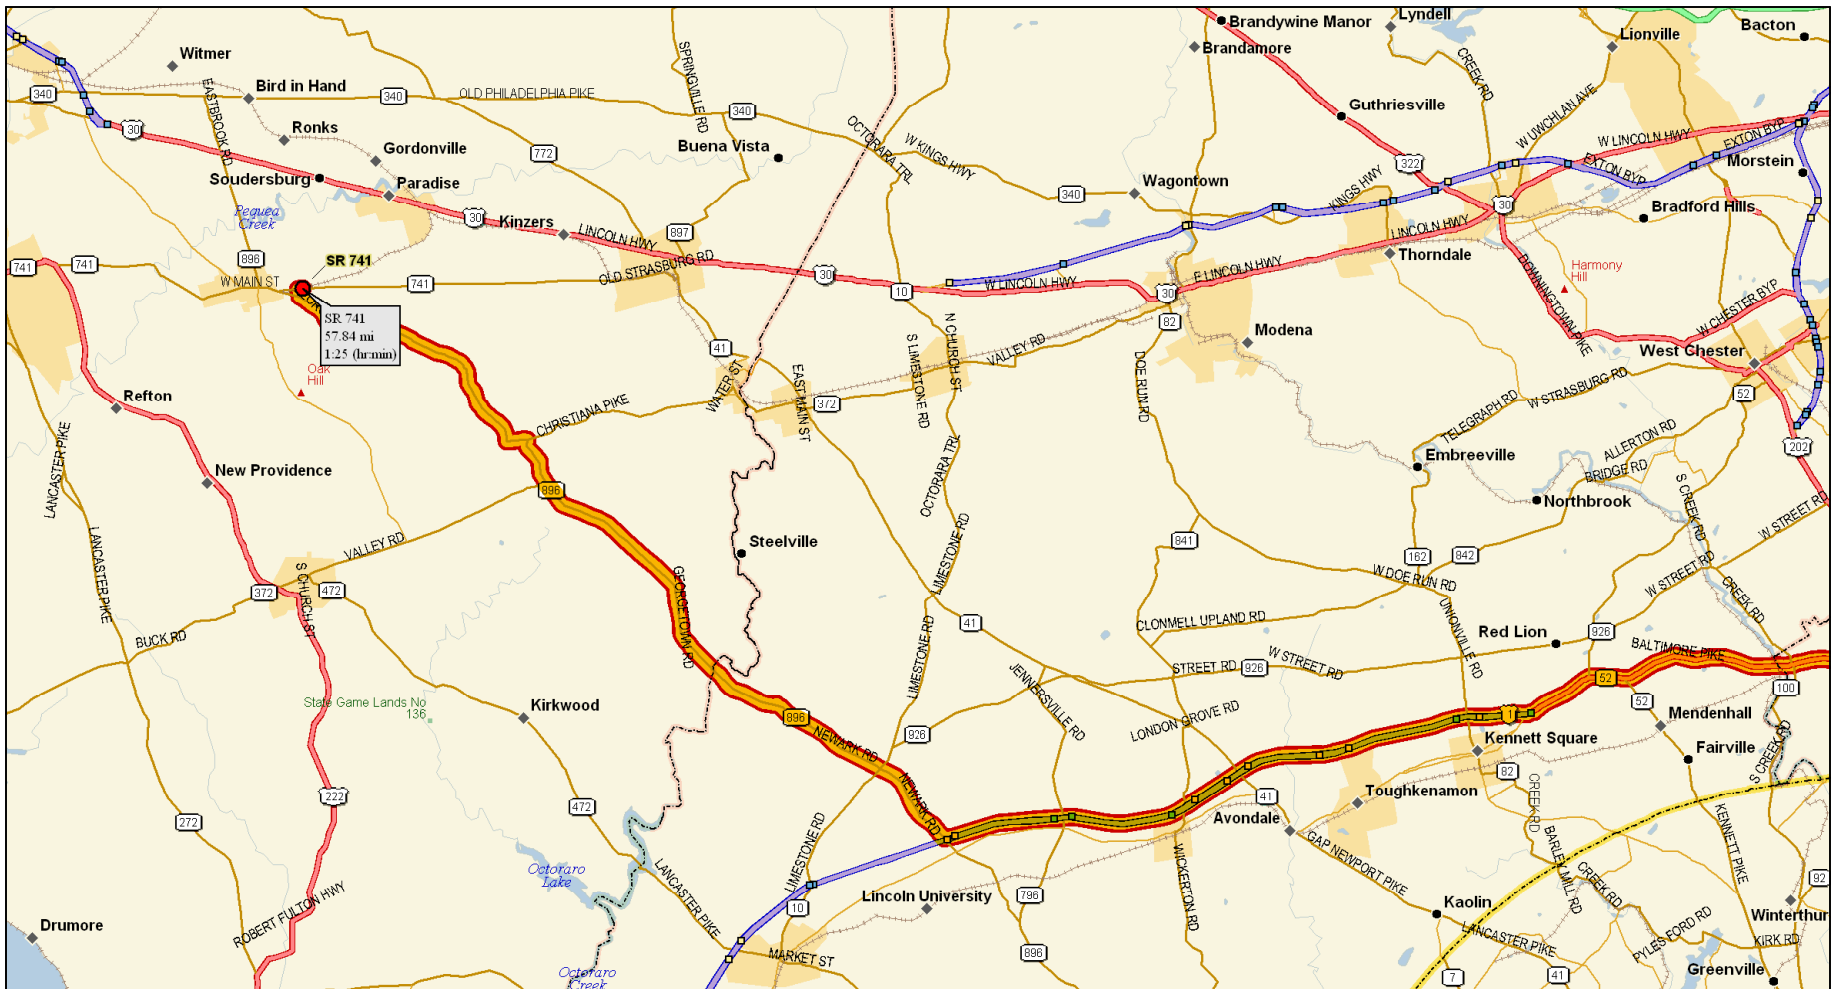 Witmer
Bird in Hand
340
340
OLD PHILADELPHIA PIKE
SPRINGVILLE RD
340
EASTBROOK RD
30
Ronks
Gordonville
772
Buena Vista
Soudersburg
Paradise
Pequea
Creek
30
Kinzers
LINCOLN HWY
897
OLD STRASBURG RD
OCTORARA TRL
W KINGS HWY
340
Wagontown
Brandywine Manor
Brandamore
Lyndell
CREEK RD
Lionville
Bacton
Guthriesville
W UWCHLAN AVE
322
W LINCOLN HWY
EXTON BYP
EXTON BYP
Morstein
KINGS HWY
30
Bradford Hills
LINCOLN HWY
Thorndale
E LINCOLN HWY
30
W LINCOLN HWY
10
30
82
Modena
DOWNINGTOWN PIKE
Harmony
Hill
W CHESTER BYP
West Chester
52
202
741
741
896
W MAIN ST
SR 741
741
SR 741
57.84 mi
1:25 (hr:min)
Oak
Hill
Refton
LANCASTER PIKE
New Providence
LANCASTER PIKE
41
WATER ST
EAST MAIN ST
372
CHRISTIANA PIKE
S LIMESTONE RD
N CHURCH ST
VALLEY RD
DOE RUN RD
OCTORARA TRL
TELEGRAPH RD
W STRASBURG RD
ALLERTON RD
Embreeville
BRIDGE RD
Northbrook
S CREEK RD
W STREET RD
896
VALLEY RD
372
S CHURCH ST
472
BUCK RD
Steelville
GEORGETOWN RD
LIMESTONE RD
841
162
842
W DOE RUN RD
W STREET RD
CREEK RD
41
CLONMELL UPLAND RD
UNIONVILLE RD
Red Lion
926
BALTIMORE PIKE
LIMESTONE RD
STREET RD
926
W STREET RD
JENNERSVILLE RD
LONDON GROVE RD
52
52
100
State Game Lands No
136
Kirkwood
896
NEWARK RD
926
NEWARK RD
1
Kennett Square
Mendenhall
Fairville
S CREEK RD
222
272
472
41
Avondale
Toughkenamon
82
CREEK RD
BARLEY MILL RD
KENNETT PIKE
GAP NEWPORT PIKE
LIMESTONE RD
Octoraro
Lake
LANCASTER PIKE
10
Lincoln University
796
WICKERTON RD
Kaolin
CREEK RD
92
Winterthur
ROBERT FULTON HWY
Drumore
MARKET ST
896
LANCASTER PIKE
PYLES FORD RD
KIRK RD
Greenville
Octoraro
Creek
7
41